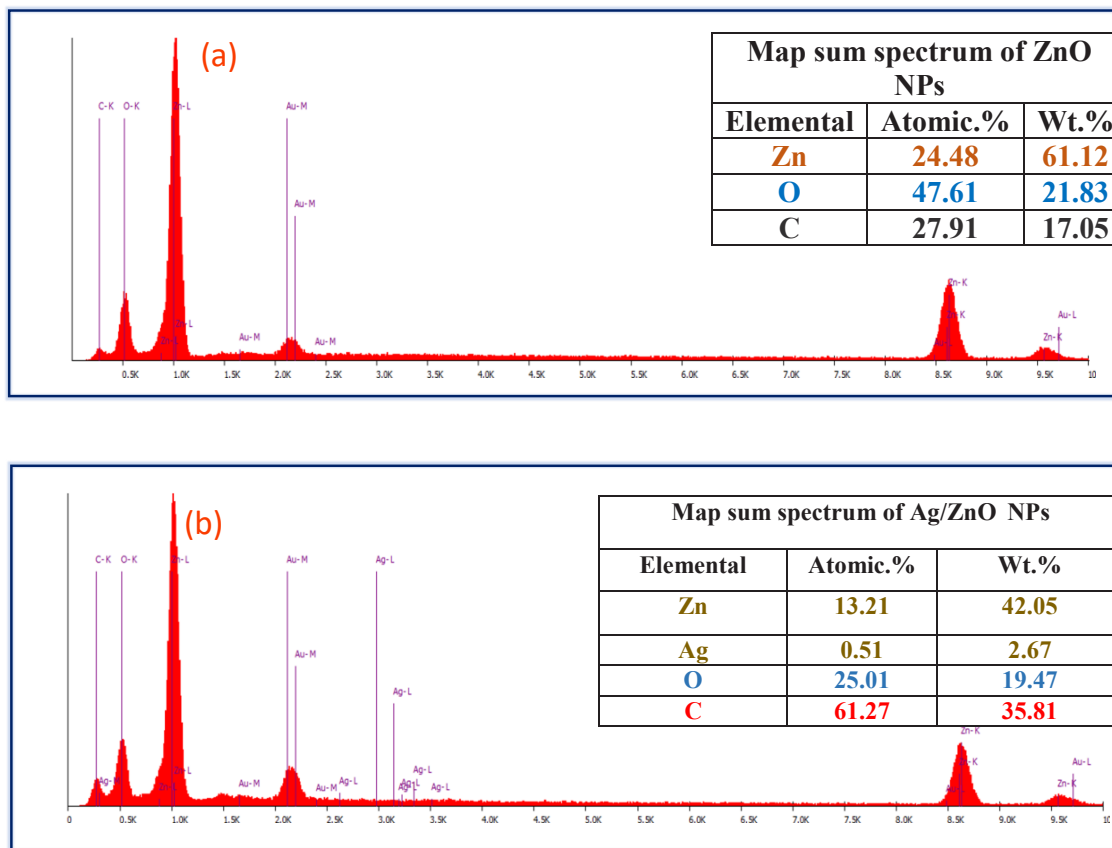 (a)
Map sum spectrum of ZnO
NPs
Elemental Atomic.% Wt.%
Zn 24.48 61.12
O 47.61 21.83
C 27.91 17.05
C-K O-K Zn-L Au-M
Au-M
Zn-L
Zn-L Au-M Au-M
Zn-K
Zn-K Au-L
Zn-K
0.5K 1.0K 1.5K 2.0K 2.5K 3.0K 3.5K 4.0K 4.5K 5.0K 5.5K 6.0K 6.5K 7.0K 7.5K 8.0K 8.5K 9.0K 9.5K 10
(b)
Map sum spectrum of Ag/ZnO NPs
Elemental Atomic.% Wt.%
Zn 13.21 42.05
Ag 0.51 2.67
O 25.01 19.47
C 61.27 35.81
C-K O-K Zn-L Au-M Ag-L
Au-M
Ag-L
Zn-K
Zn-K Au-L
Ag-M Zn-L Au-M Ag-L Ag-L Ag-L
Zn-L Au-M Ag-L Ag-L Au-L Zn-K
0 0.5K 1.0K 1.5K 2.0K 2.5K 3.0K 3.5K 4.0K 4.5K 5.0K 5.5K 6.0K 6.5K 7.0K 7.5K 8.0K 8.5K 9.0K 9.5K 10